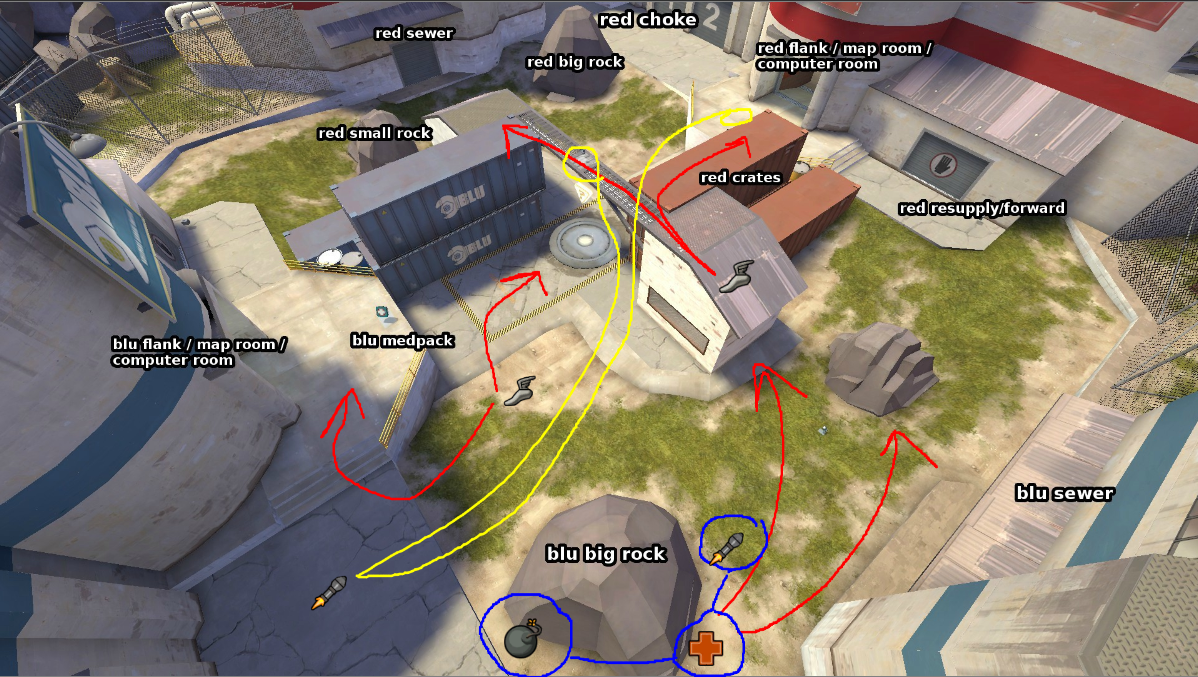 red choke
red sewer
red flank / map room /
computer room
red big rock
2
red small rock
red crates
BLU
red resupply/forward
BLU
blu flank / map room /
computer room
blu medpack
blu sewer
blu big rock